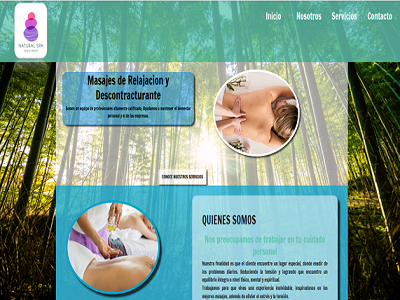 Inicio Nosotros Servicios Contacto
NATURAL SPA
Masajes de Relajacion y
Descontracturante
Somos un equipo de profesionales altamente calificado, Ayudamos a mantener el bienestar
personal y el de las empresas.
CONOCE NUESTROS SERVICIOS
QUIENES SOMOS
Nos preocupamos de trabajar en tu cuidado
personal
Nuestra finalidad es que el cliente encuentre un lugar especial, donde vendir de
los problemas diarios. Reduciendo la tensión y logrando que encuentre un
equilibrio integro a nivel físico, mental y espiritual.
Trabajamos para que vivas una experiencia inolvidable, inspirándonos en los
mejores masajes, además de aliviar el estrés y la tensión.